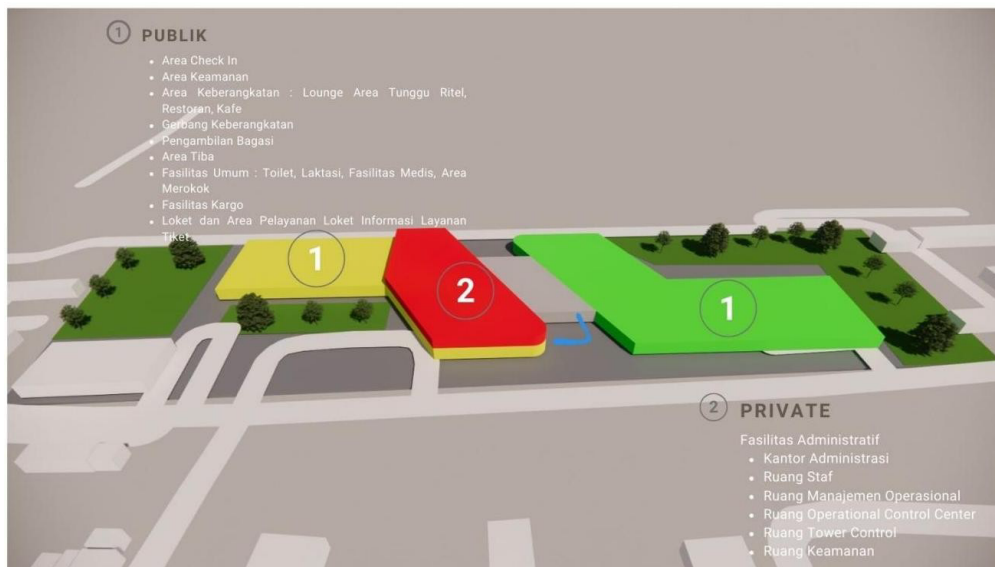 1 PUBLIK
• Area Check In
• Area Keamanan
• Area Keberangkatan : Lounge Area Tunggu Ritel,
Restoran, Kafe
• Gerbang Keberangkatan
• Pengambilan Bagasi
• Area Tiba
• Fasilitas Umum : Toilet, Laktasi, Fasilitas Medis, Area
Merokok
• Fasilitas Kargo
• Loket dan Area Pelayanan Loket Informasi Layanan
Tiket
1
2
1
2 PRIVATE
Fasilitas Administratif
• Kantor Administrasi
• Ruang Staf
• Ruang Manajemen Operasional
• Ruang Operational Control Center
• Ruang Tower Control
• Ruang Keamanan